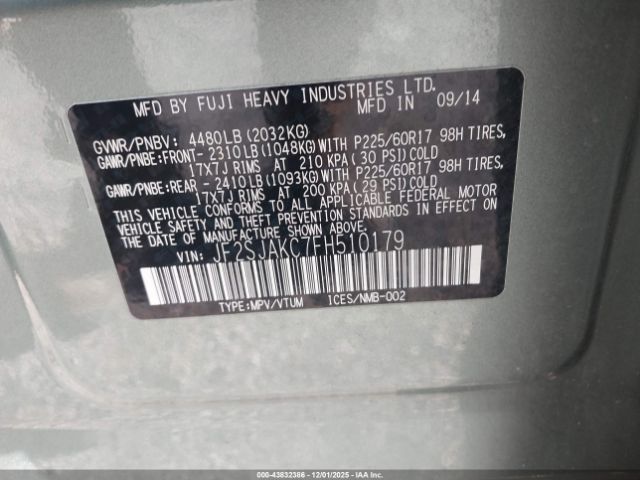 MFD BY FUJI HEAVY INDUSTRIES LTD.
MFD IN 09/14
GVWR/PNBV: 4480LB(2032KG)
GAWR/PNBE:FRONT- 2310LB(1048KG)WITH P225/60R17 98H TIRES,
17X7J RIMS AT 210 KPA(30 PSI)COLD
GAWR/PNBE:REAR - 2410LB(1093KG)WITH P225/60R17 98H TIRES,
17X7J RIMS AT 200 KPA(29 PSI)COLD
THIS VEHICLE CONFORMS TO ALL APPLICABLE FEDERAL MOTOR
VEHICLE SAFETY AND THEFT PREVENTION STANDARDS IN EFFECT ON
THE DATE OF MANUFACTURE SHOWN ABOVE.
VIN: JF2SJAKC7FH510179
TYPE:MPV/VTUM ICES/NMB-002
000-43832386 - 12/01/2025 - Copyright © IAA, Inc. All Rights Reserved.